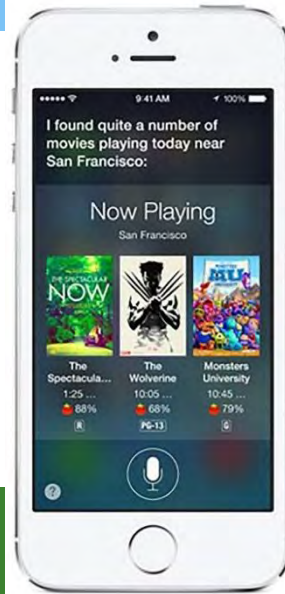 9:41 AM
100%
I found quite a number of
movies playing today near
San Francisco:
Now Playing
San Francisco
THE SPECTACULAR
NOW
MU
The
Spectacula...
The
Wolverine
Monsters
University
1:25 ...
10:05 ...
10:45 ...
88%
68%
79%
R
PG-13
G
?